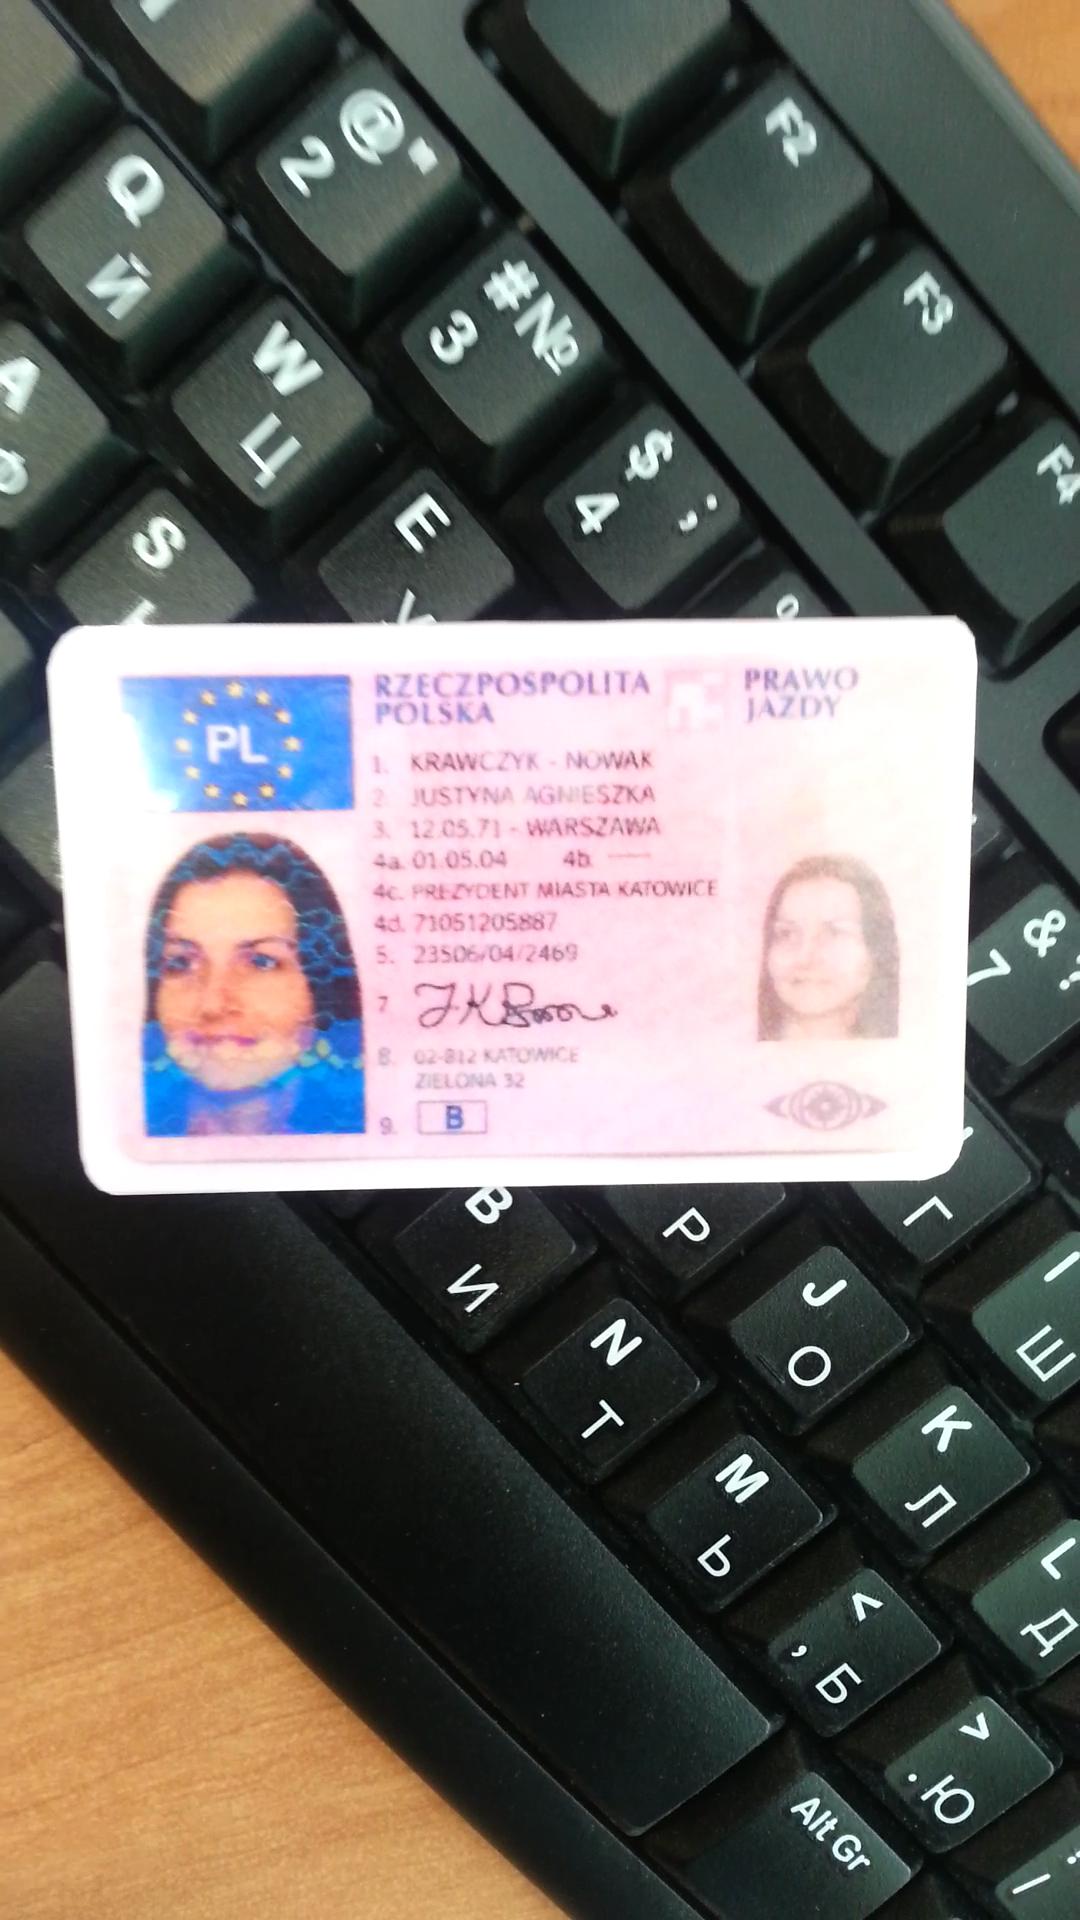 F2
@ "
2
Q
Й
#№
3
F3
W
Ц
A
Ф
$ ;
4
F4
E
S
PL
RZECZPOSPOLITA
POLSKA
PRAWO
JAZDY
1. KRAWCZYK - NOWAK
2. JUSTYNA AGNIESZKA
3. 12.05.71 - WARSZAWA
4a. 01.05.04 4b. -----
4c. PREZYDENT MIASTA KATOWICE
4d. 71051205887
5. 23506/04/2469
7
8. 02-812 KATOWICE
ZIELONA 32
9. B
& ?
7
B
И
Р
Г
J
О
I
Ш
N
Т
K
Л
M
Ь
L
Д
<
, Б
>
. Ю
Alt Gr
/